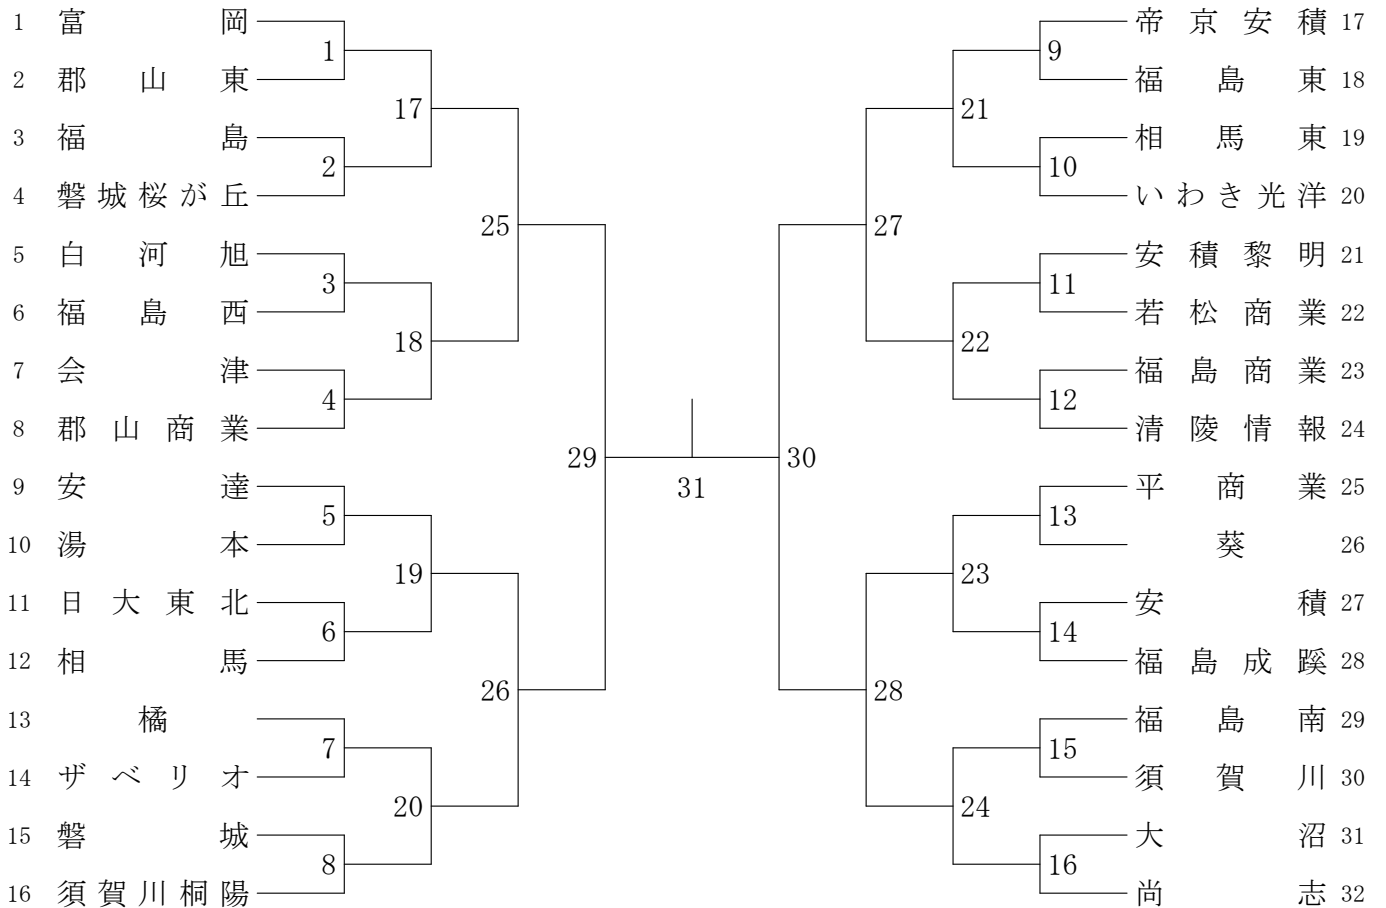 1 富岡
1
2 郡山東
17
3 福島
2
4 磐城桜が丘
25
5 白河旭
3
6 福島西
18
7 会津
4
8 郡山商業
29
9 安達
5
10 湯本
19
11 日大東北
6
12 相馬
26
13 橘
7
14 ザベリオ
20
15 磐城
8
16 須賀川桐陽
31
帝京安積 17
9
福島東 18
21
相馬東 19
10
いわき光洋 20
27
安積黎明 21
11
若松商業 22
22
福島商業 23
12
清陵情報 24
30
平商業 25
13
葵 26
23
安積 27
14
福島成蹊 28
28
福島南 29
15
須賀川 30
24
大沼 31
16
尚志 32